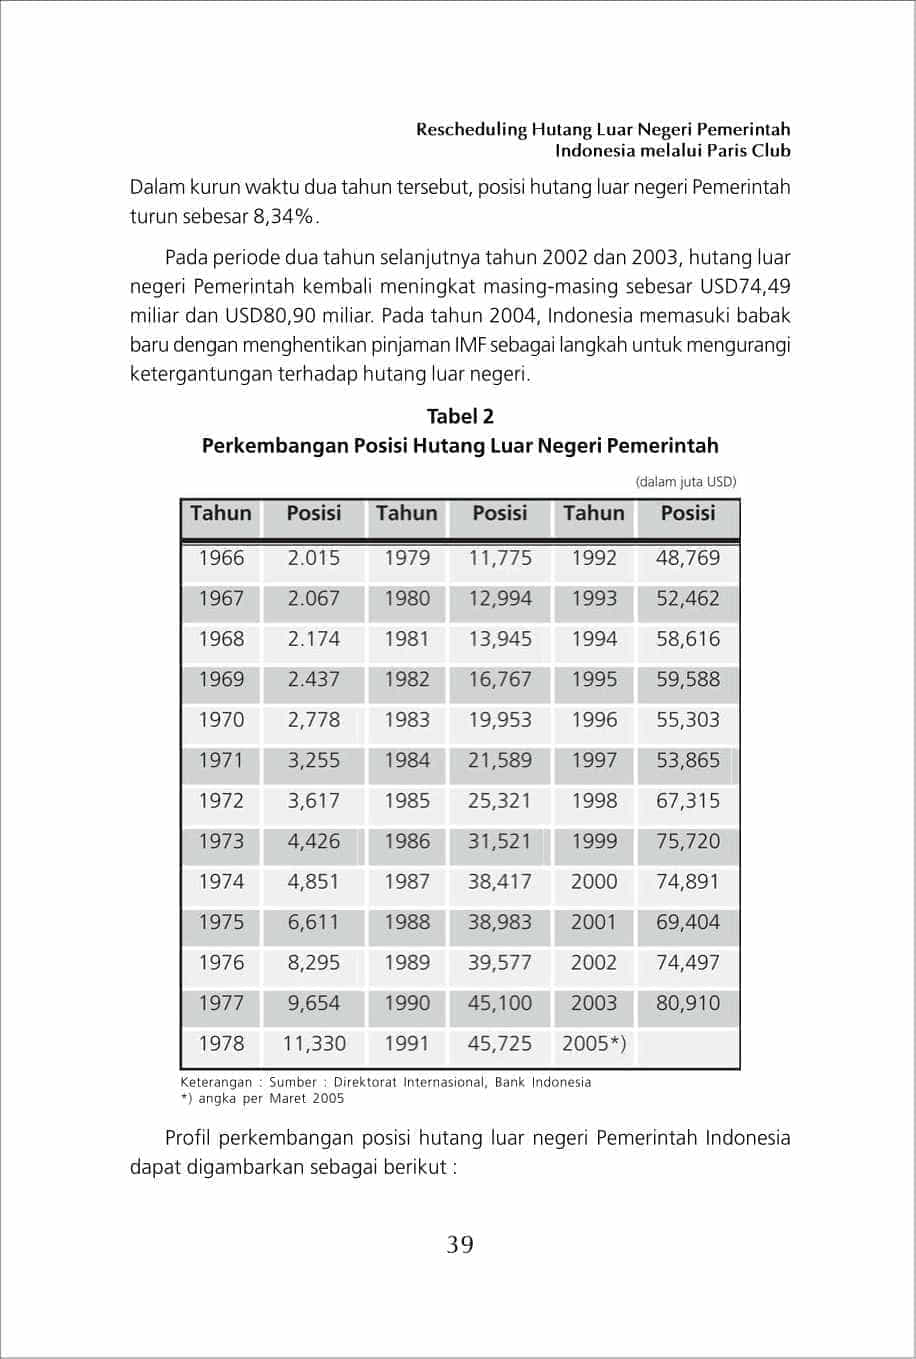 Rescheduling Hutang Luar Negeri Pemerintah
Indonesia melalui Paris Club
Dalam kurun waktu dua tahun tersebut, posisi hutang luar negeri Pemerintah
turun sebesar 8,34%.
Pada periode dua tahun selanjutnya tahun 2002 dan 2003, hutang luar
negeri Pemerintah kembali meningkat masing-masing sebesar USD74,49
miliar dan USD80,90 miliar. Pada tahun 2004, Indonesia memasuki babak
baru dengan menghentikan pinjaman IMF sebagai langkah untuk mengurangi
ketergantungan terhadap hutang luar negeri.
Tabel 2
Perkembangan Posisi Hutang Luar Negeri Pemerintah
(dalam juta USD)
Tahun Posisi Tahun Posisi Tahun Posisi
1966 2.015 1979 11,775 1992 48,769
1967 2.067 1980 12,994 1993 52,462
1968 2.174 1981 13,945 1994 58,616
1969 2.437 1982 16,767 1995 59,588
1970 2,778 1983 19,953 1996 55,303
1971 3,255 1984 21,589 1997 53,865
1972 3,617 1985 25,321 1998 67,315
1973 4,426 1986 31,521 1999 75,720
1974 4,851 1987 38,417 2000 74,891
1975 6,611 1988 38,983 2001 69,404
1976 8,295 1989 39,577 2002 74,497
1977 9,654 1990 45,100 2003 80,910
1978 11,330 1991 45,725 2005*)
Keterangan : Sumber : Direktorat Internasional, Bank Indonesia
*) angka per Maret 2005
Profil perkembangan posisi hutang luar negeri Pemerintah Indonesia
dapat digambarkan sebagai berikut :
39